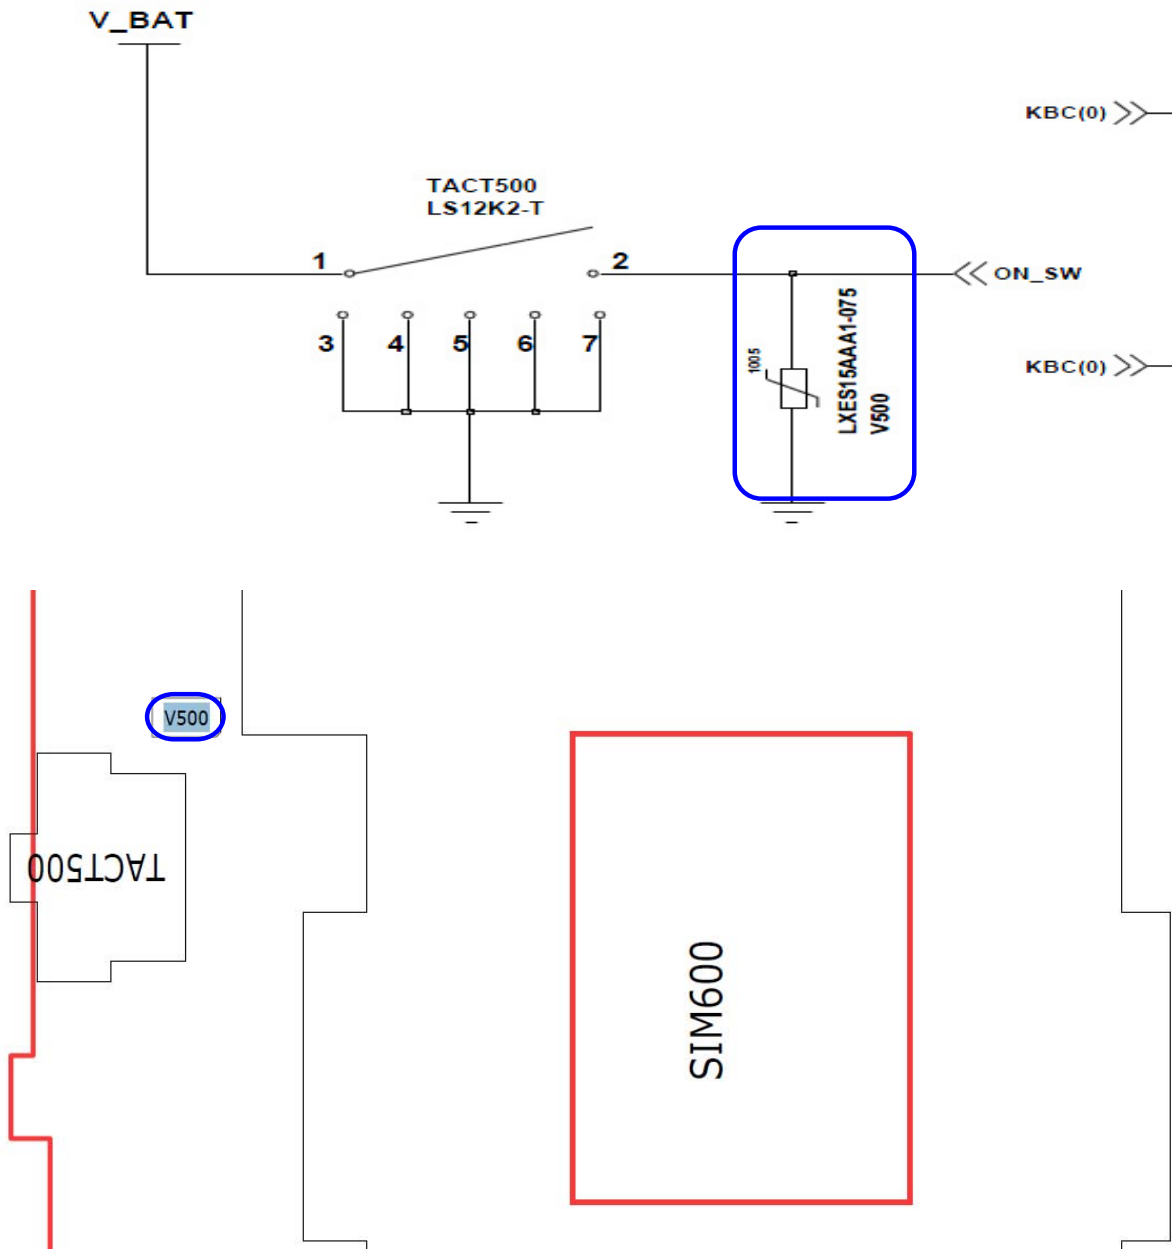 V_BAT
KBC(0)
TACT500
LS12K2-T
1
2
ON_SW
3
4
5
6
7
1005
LXES15AAA1-075
V500
KBC(0)
V500
TACT500
SIM600